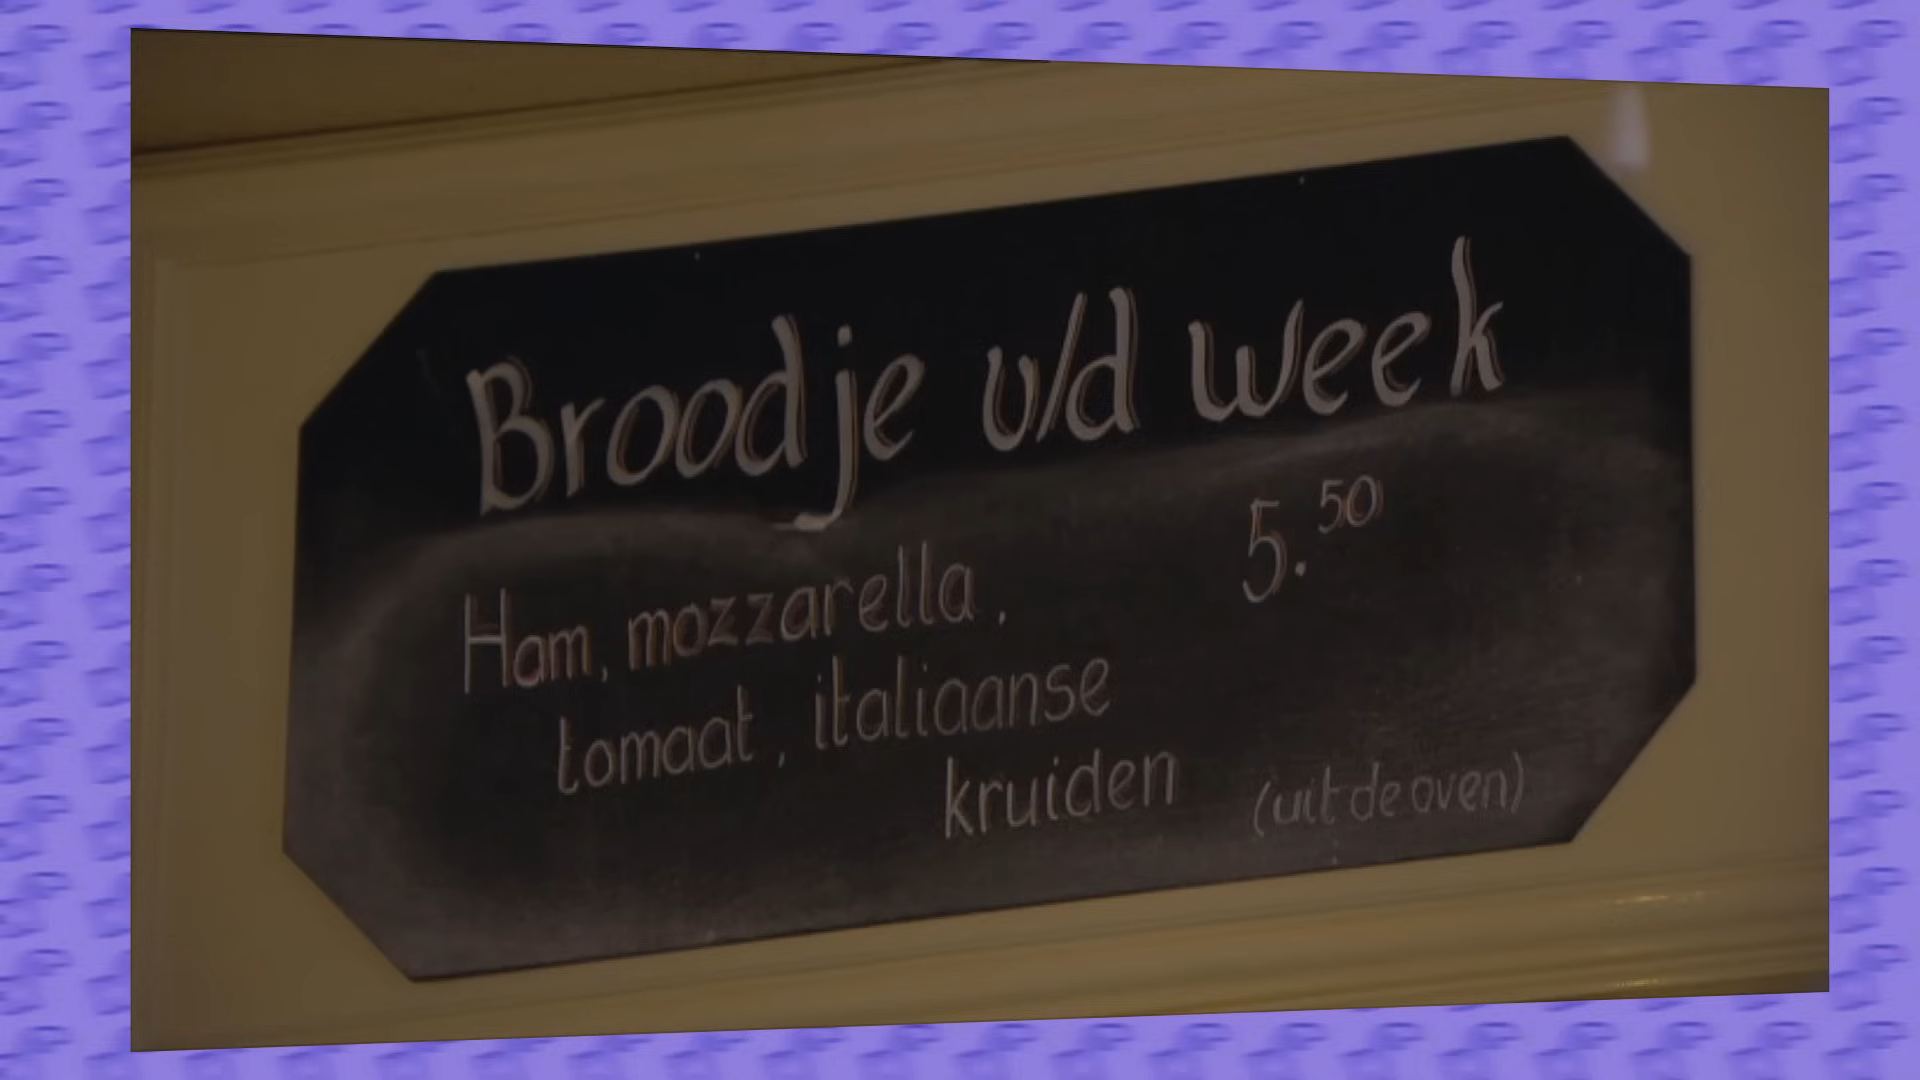 Broodje v/d week
5.50
Ham, mozzarella,
tomaat, italiaanse
kruiden (uit de oven)